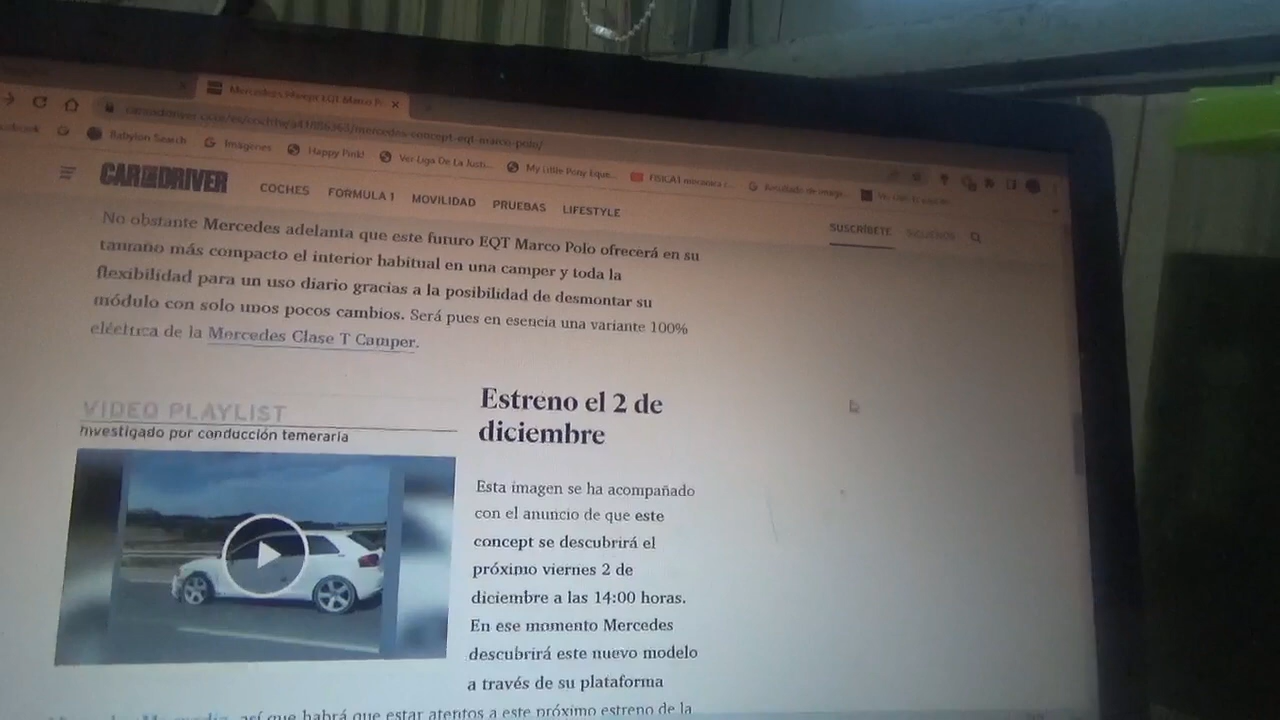 Mercedes Concept EQT Marco P
mercedes-concept-eqt-marco-polo/
Babylon Search
Imágenes
Happy Pink!
Ver Liga De La Justi...
My Little Pony Eque...
FISICA1 mecanica c...
Resultado de image...
CAR AND DRIVER
COCHES
FORMULA 1
MOVILIDAD
PRUEBAS
LIFESTYLE
SUSCRÍBETE
SÍGUENOS
No obstante Mercedes adelanta que este futuro EQT Marco Polo ofrecerá en su
tamaño más compacto el interior habitual en una camper y toda la
flexibilidad para un uso diario gracias a la posibilidad de desmontar su
módulo con solo unos pocos cambios. Será pues en esencia una variante 100%
eléctrica de la Mercedes Clase T Camper.
VIDEO PLAYLIST
Investigado por conducción temeraria
Estreno el 2 de
diciembre
Esta imagen se ha acompañado
con el anuncio de que este
concept se descubrirá el
próximo viernes 2 de
diciembre a las 14:00 horas.
En ese momento Mercedes
descubrirá este nuevo modelo
a través de su plataforma
así que habrá que estar atentos a este próximo estreno de la